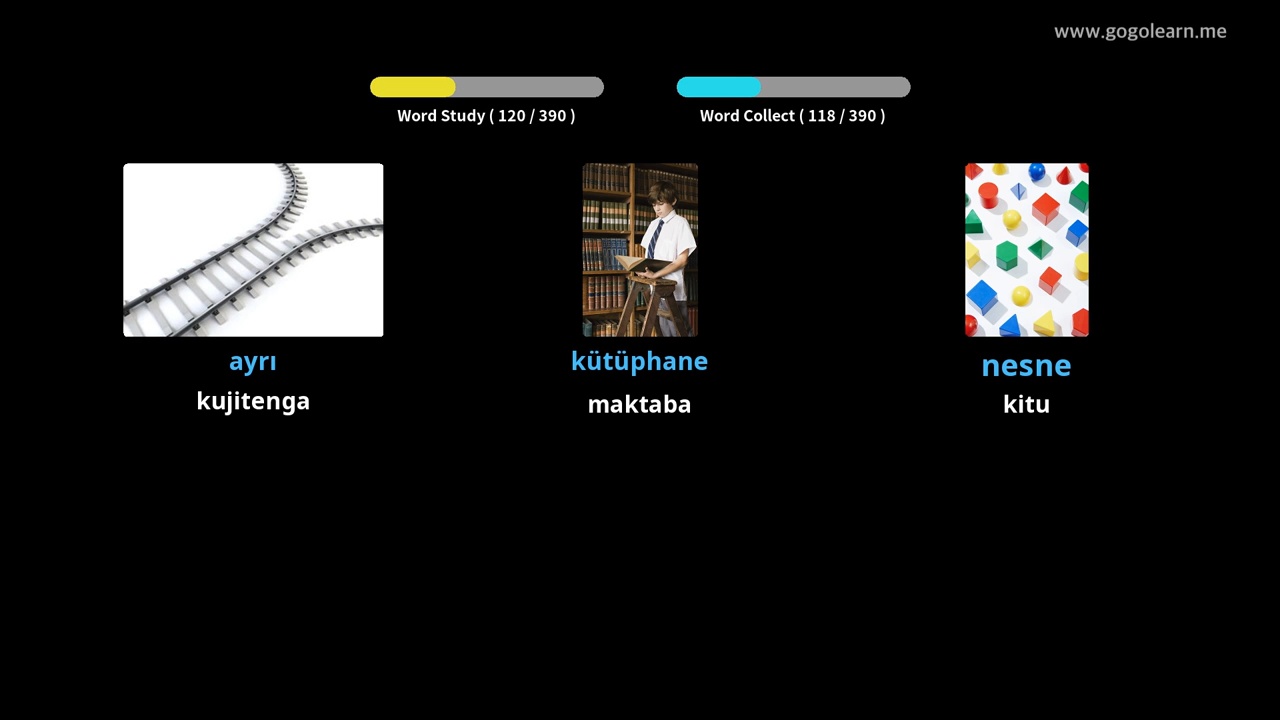 www.gogolearn.me
Word Study ( 120 / 390 )
Word Collect ( 118 / 390 )
ayrı
kujitenga
kütüphane
maktaba
nesne
kitu